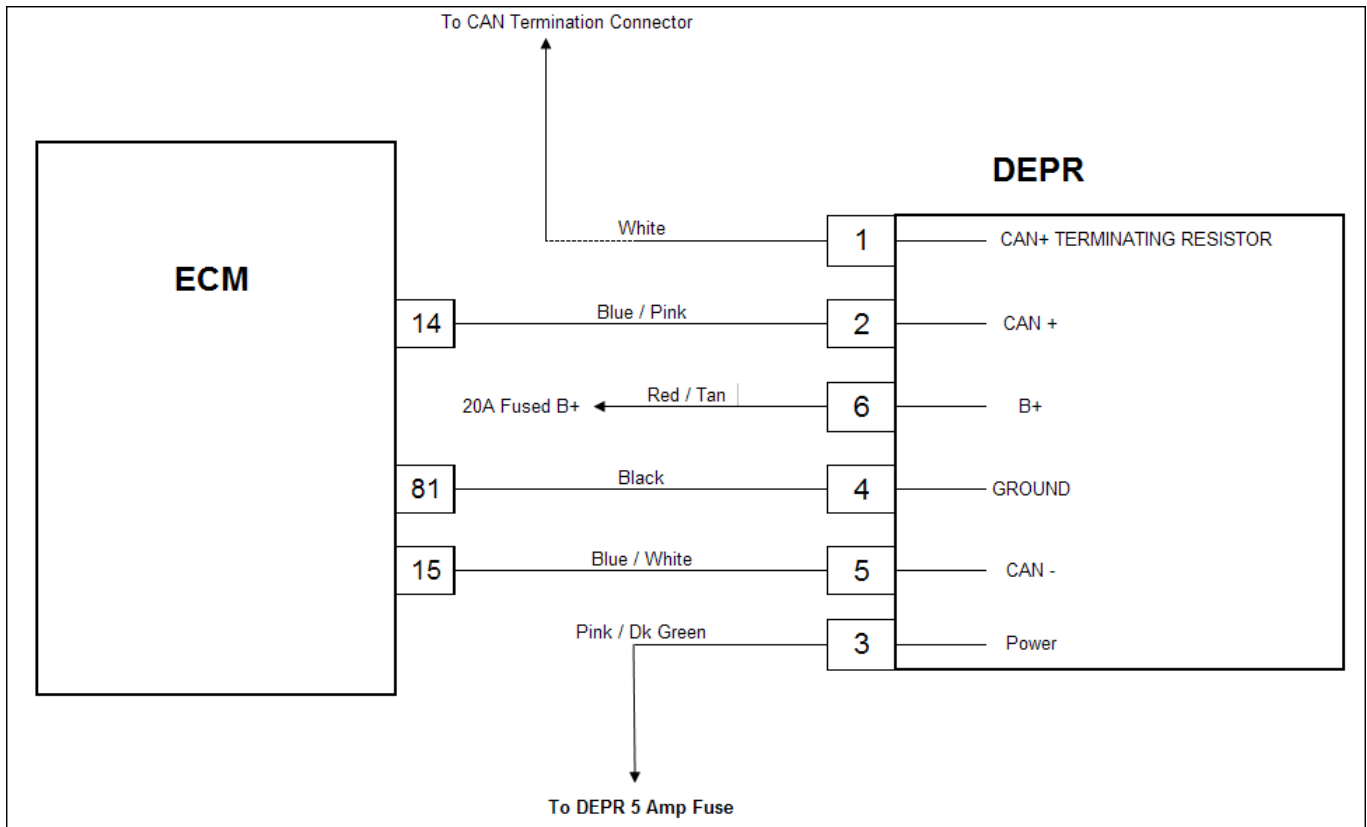 To CAN Termination Connector
DEPR
White
1
CAN+ TERMINATING RESISTOR
ECM
14
Blue / Pink
2
CAN +
20A Fused B+
Red / Tan
6
B+
81
Black
4
GROUND
15
Blue / White
5
CAN -
Pink / Dk Green
3
Power
To DEPR 5 Amp Fuse